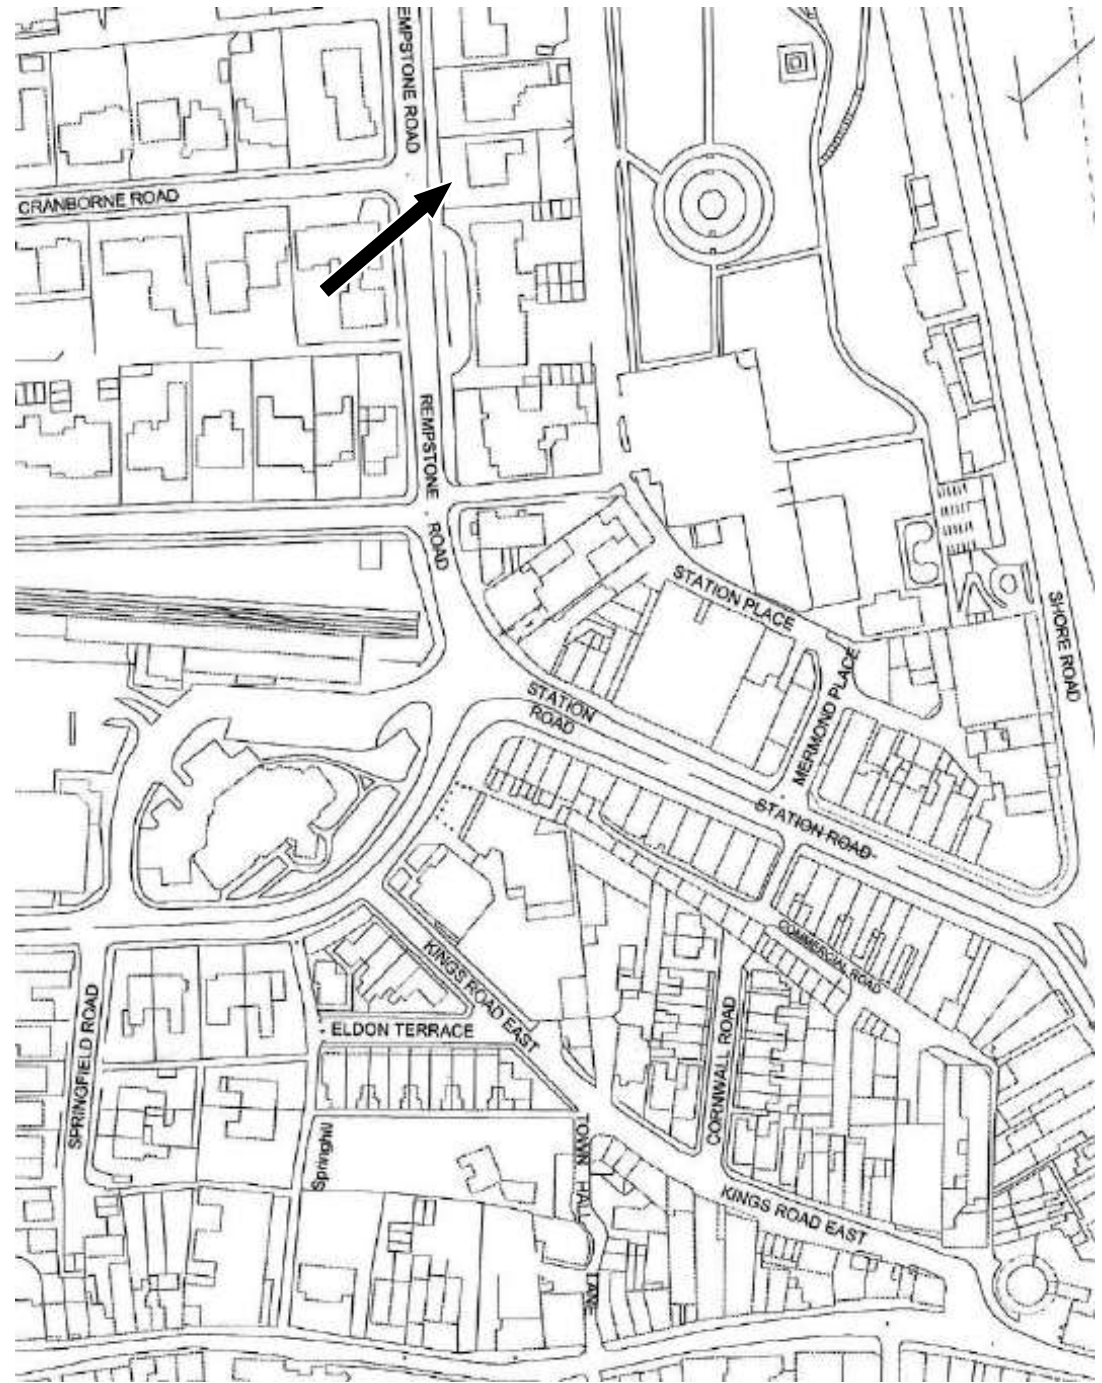 EMPSTONE ROAD
CRANBORNE ROAD
REMPSTONE ROAD
STATION PLACE
SHORE ROAD
MERMOND PLACE
STATION
ROAD
STATION ROAD
COMMERCIAL ROAD
KINGS ROAD EAST
SPRINGFIELD ROAD
ELDON TERRACE
CORNWALL ROAD
Springhill
TOWN HALL LANE
KINGS ROAD EAST